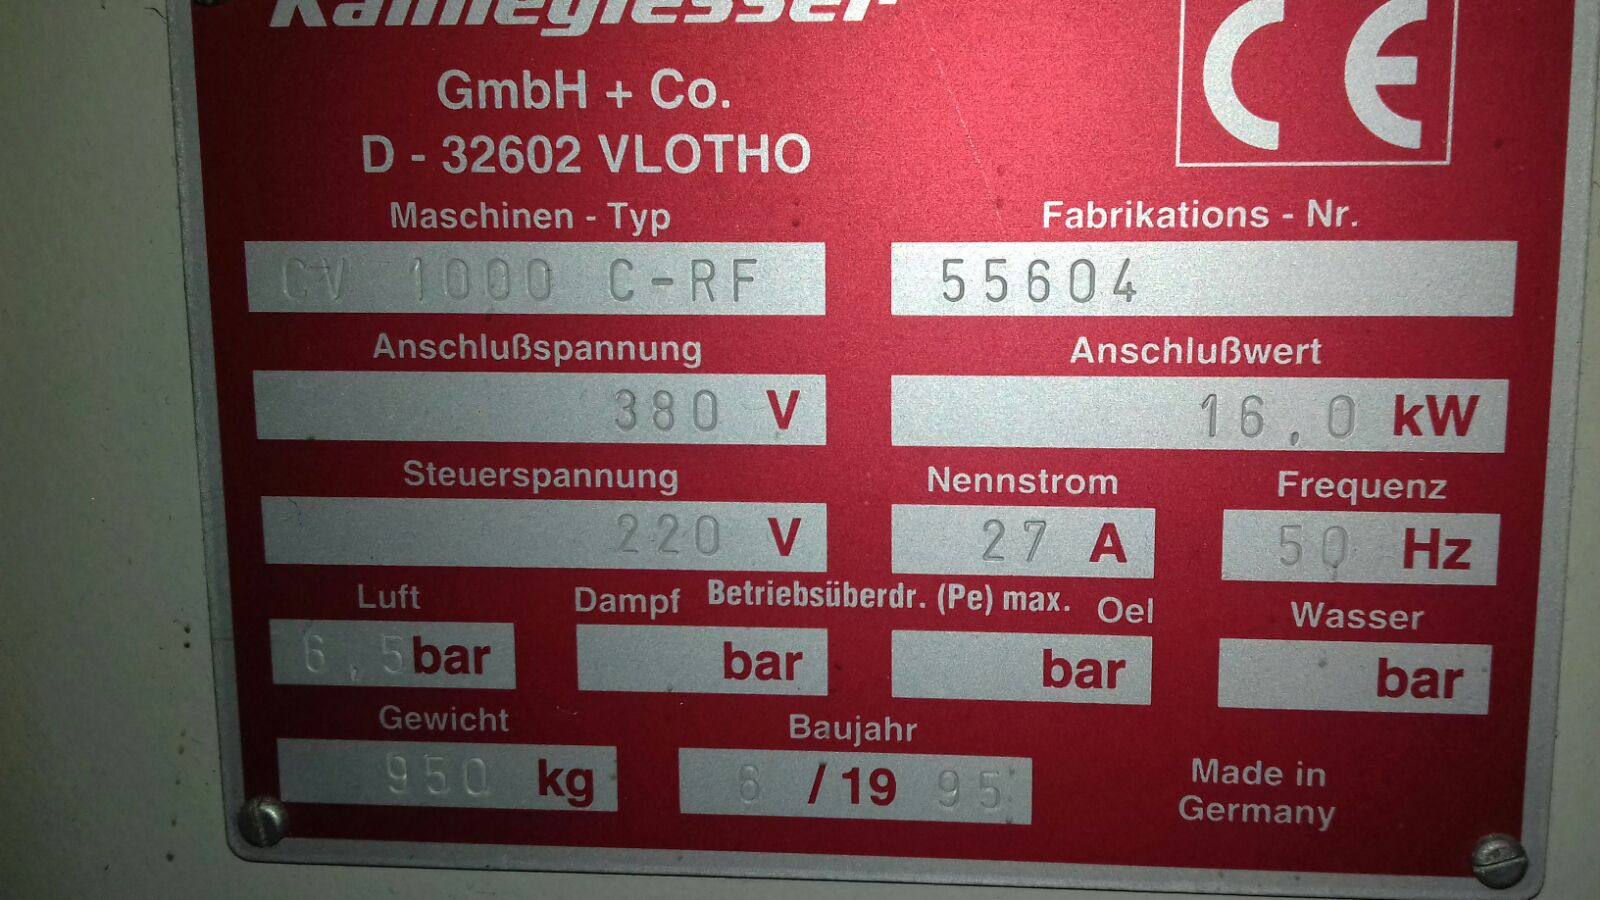 Kannegiesser
GmbH + Co.
D - 32602 VLOTHO
CE
Maschinen - Typ
Fabrikations - Nr.
CV 1000 C-RF
55604
Anschlußspannung
Anschlußwert
380 V
16,0 kW
Steuerspannung
Nennstrom
Frequenz
220 V
27 A
50 Hz
Luft
Dampf
Betriebsüberdr. (Pe) max.
Oel
Wasser
6,5 bar
bar
bar
bar
Gewicht
Baujahr
950 kg
6 / 19 95
Made in
Germany